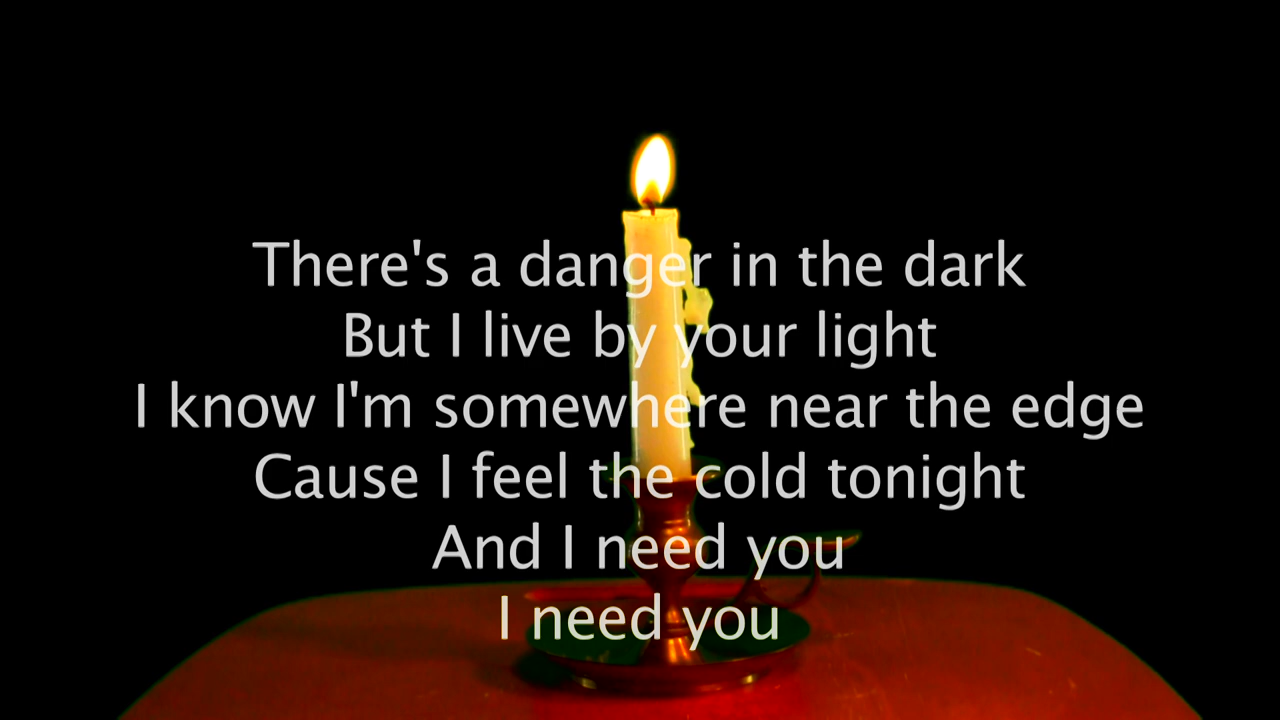 There's a danger in the dark
But I live by your light
I know I'm somewhere near the edge
Cause I feel the cold tonight
And I need you
I need you